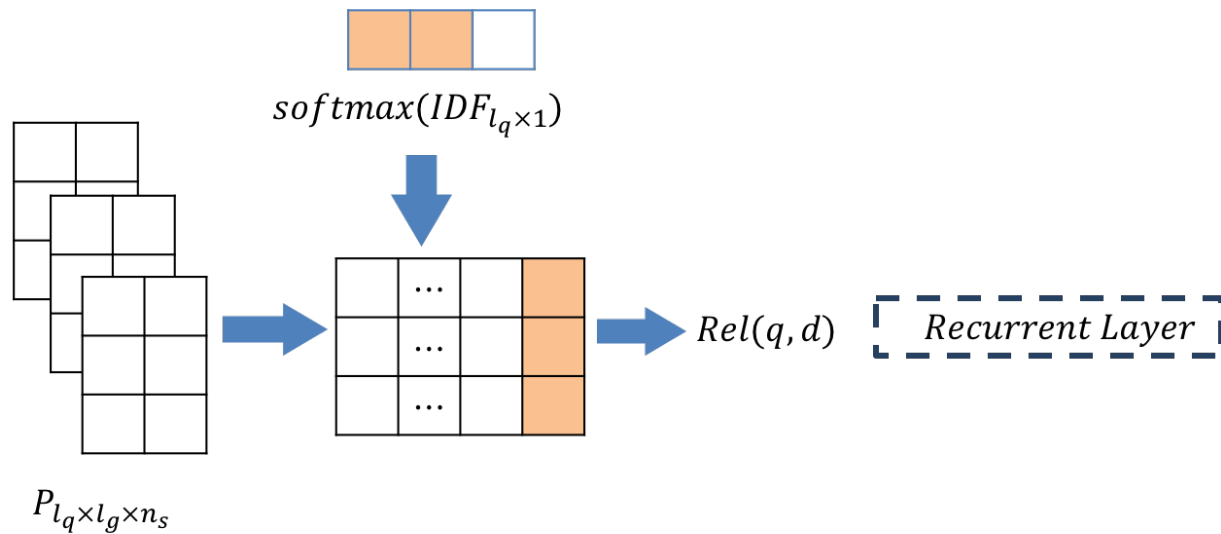 softmax(IDF_{l_q×1})
...
...
...
Rel(q, d)
Recurrent Layer
P_{l_q×l_g×n_s}